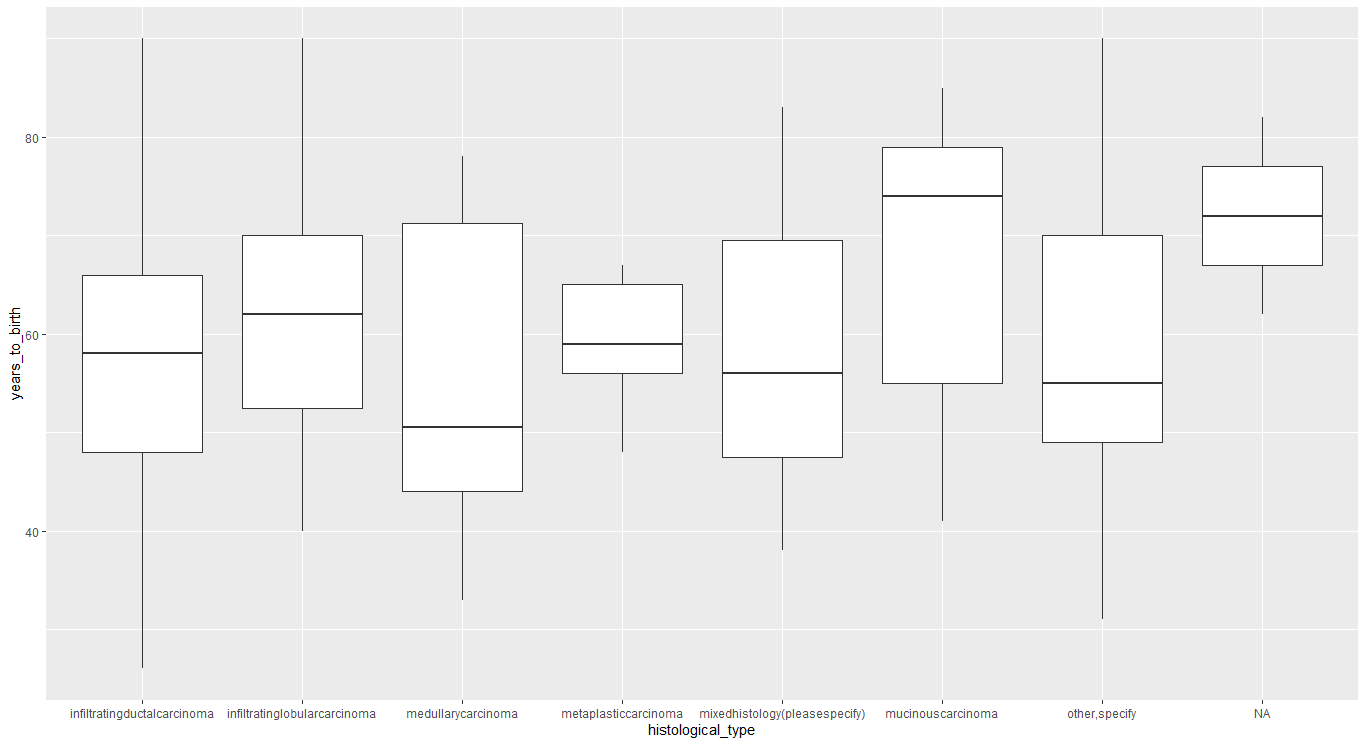 years_to_birth
80
60
40
infiltratingductalcarcinoma infiltratinglobularcarcinoma medullarycarcinoma metaplasticcarcinoma mixedhistology(pleasespecify) mucinouscarcinoma other,specify NA
histological_type